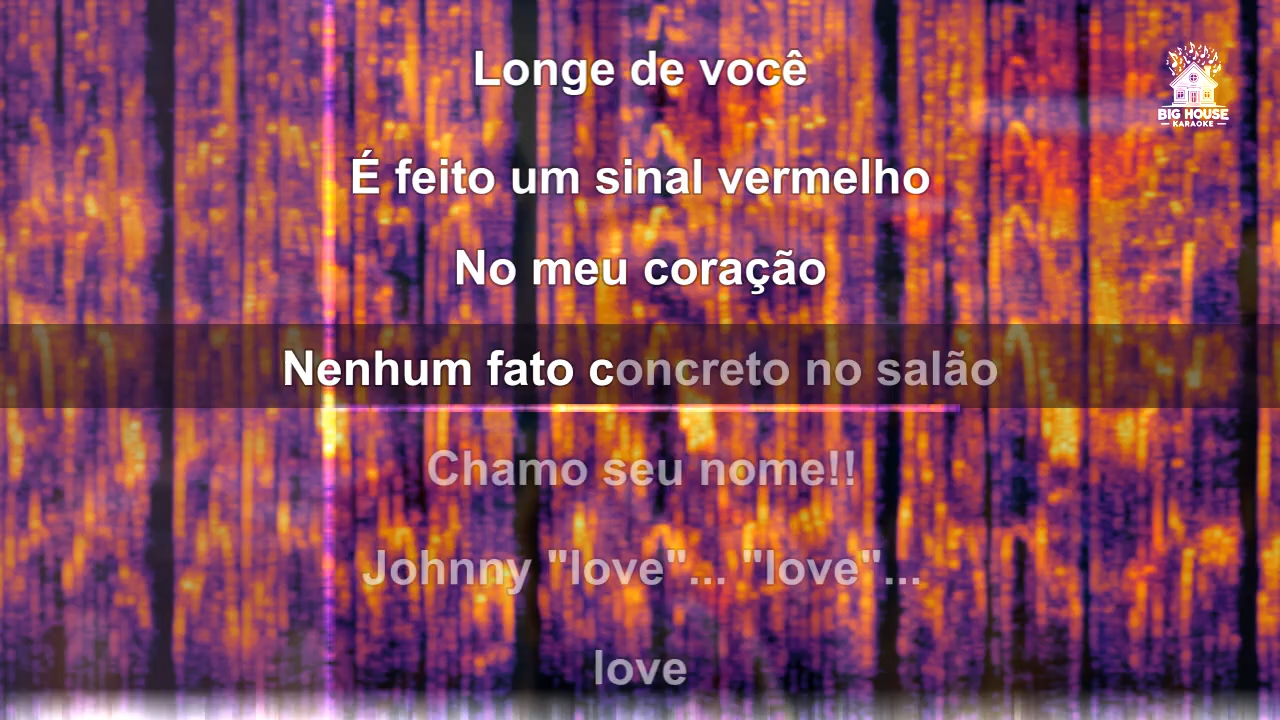 Longe de você
BIG HOUSE
KARAOKE
É feito um sinal vermelho
No meu coração
Nenhum fato concreto no salão
Chamo seu nome!!
Johnny "love"... "love"...
love